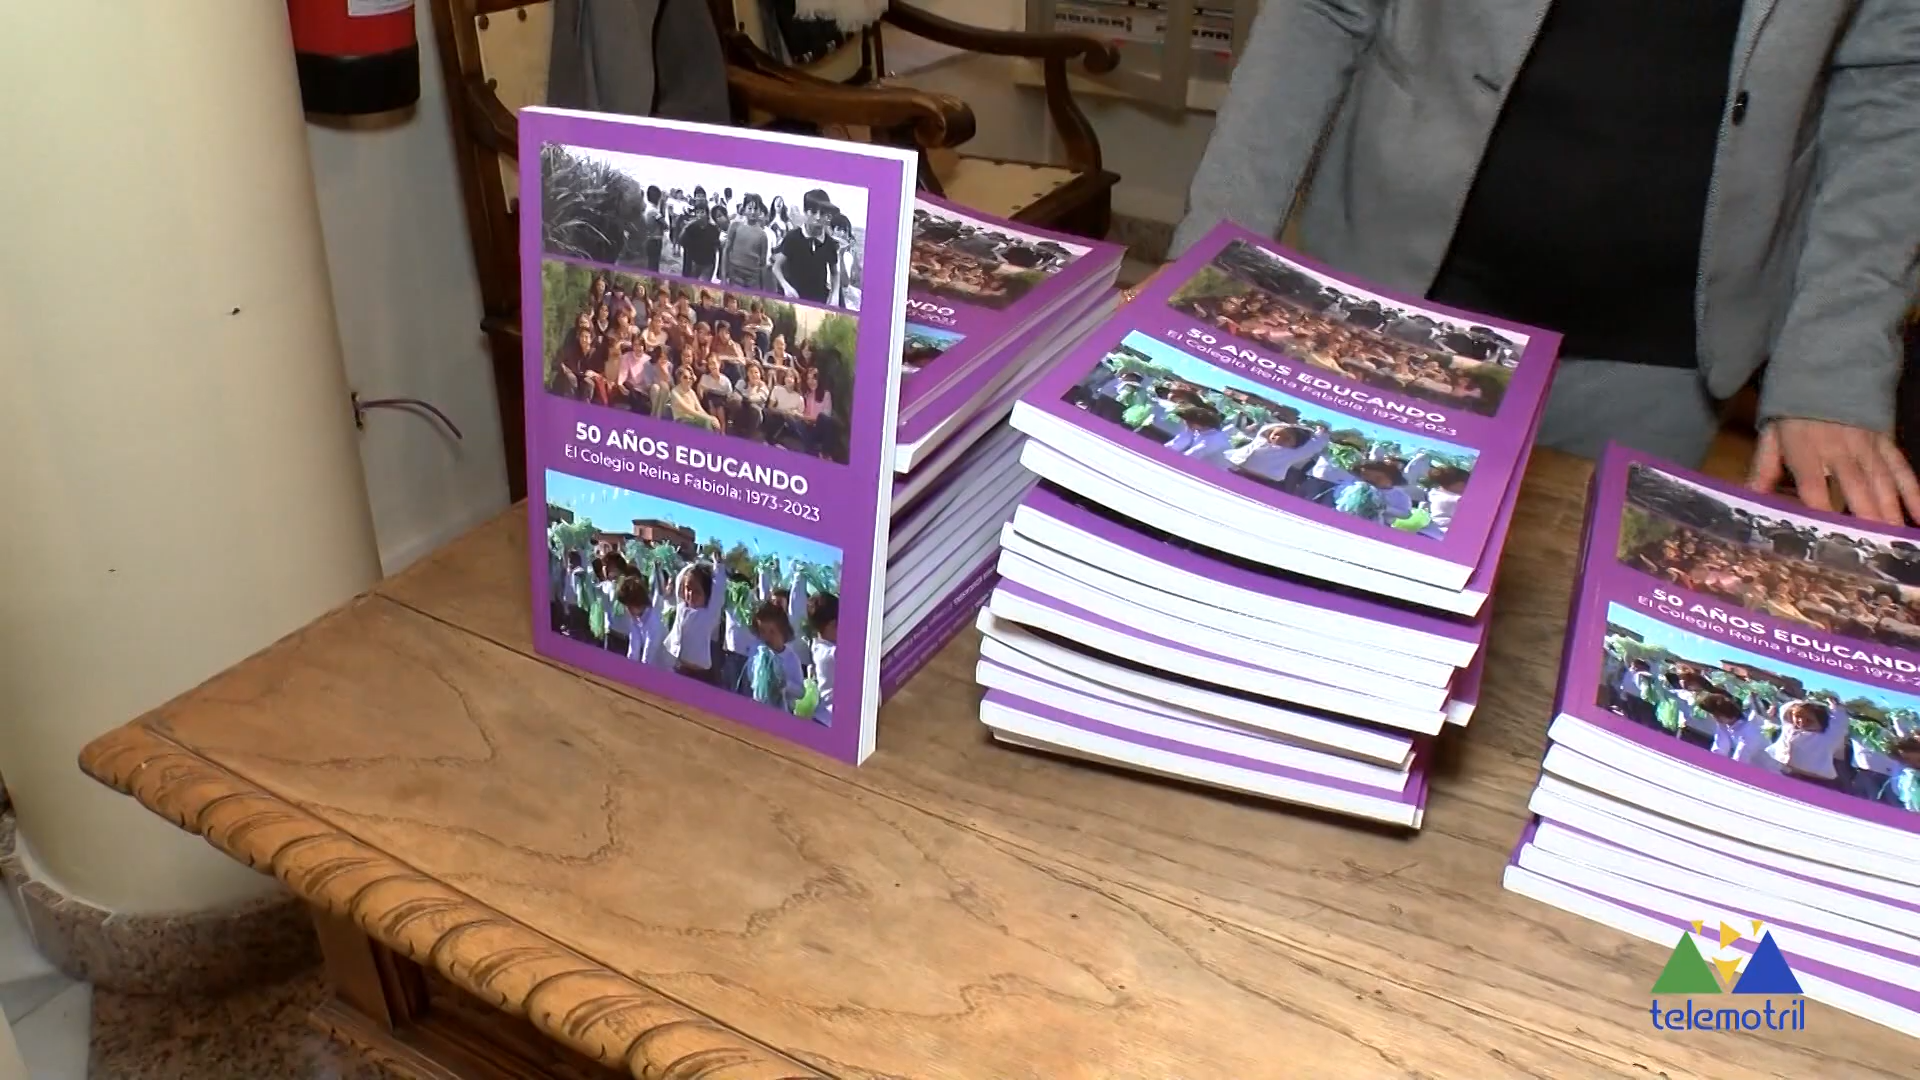 50 AÑOS EDUCANDO
El Colegio Reina Fabiola: 1973-2023
50 AÑOS EDUCANDO
El Colegio Reina Fabiola: 1973-2023
50 AÑOS EDUCANDO
El Colegio Reina Fabiola: 1973-2
telemotril